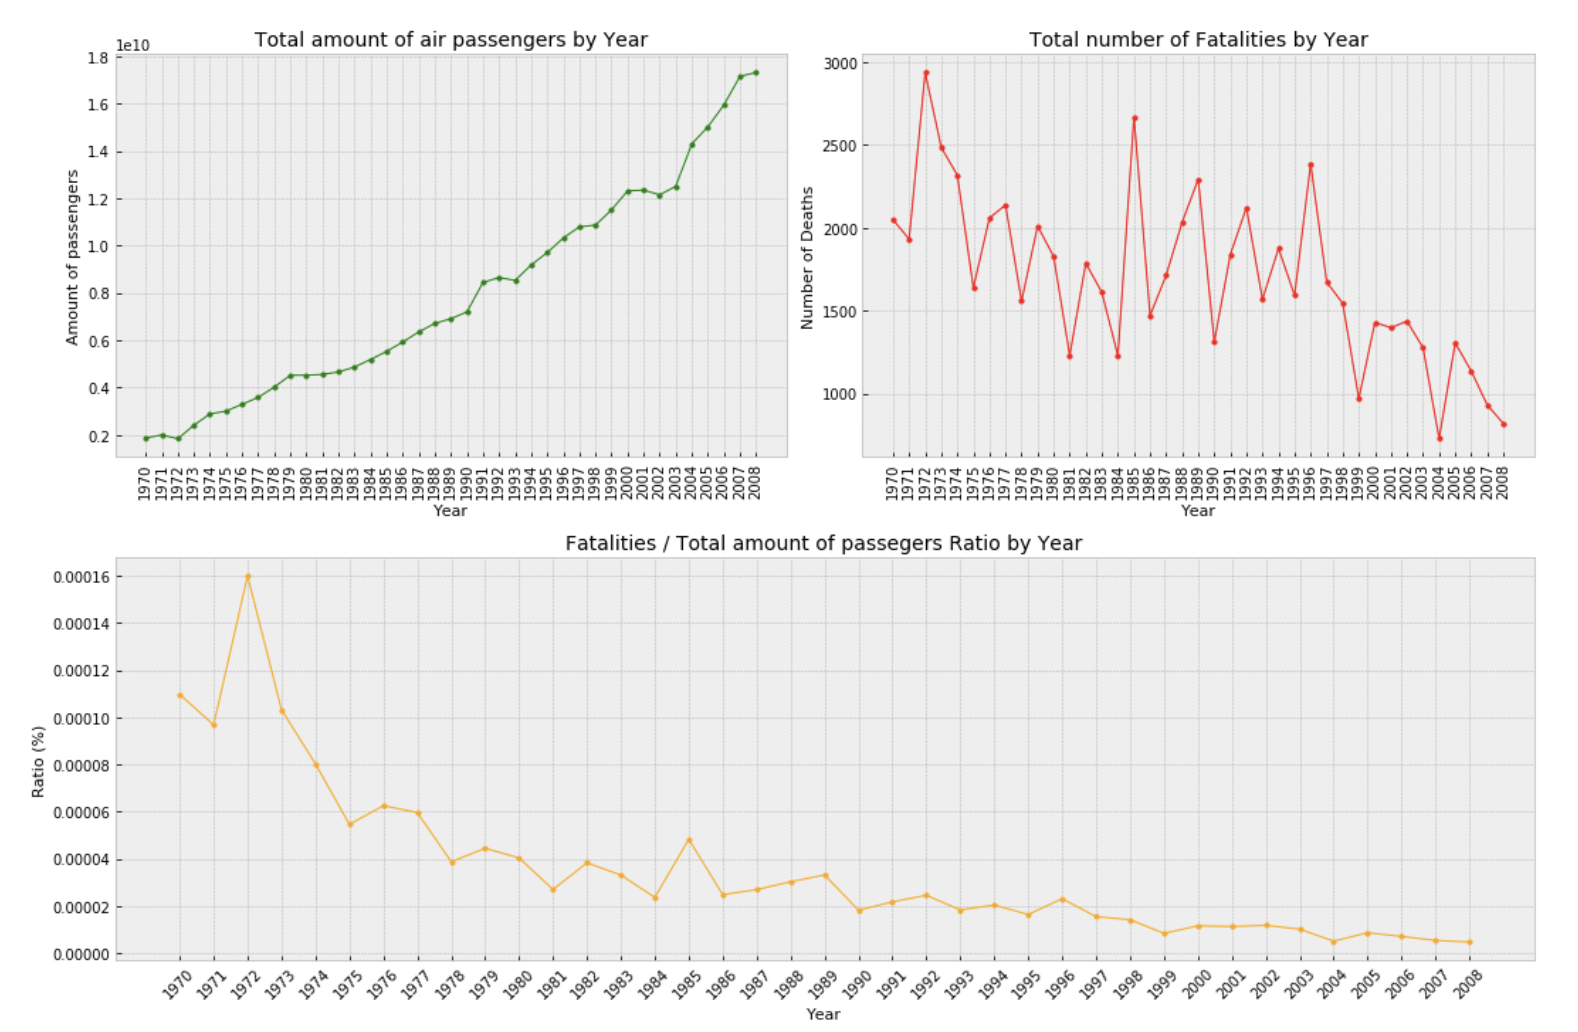 Total amount of air passengers by Year
1e10
1.8
1.6
1.4
1.2
1.0
0.8
0.6
0.4
0.2
Amount of passengers
1970 1971 1972 1973 1974 1975 1976 1977 1978 1979 1980 1981 1982 1983 1984 1985 1986 1987 1988 1989 1990 1991 1992 1993 1994 1995 1996 1997 1998 1999 2000 2001 2002 2003 2004 2005 2006 2007 2008
Year
Total number of Fatalities by Year
3000
2500
2000
1500
1000
Number of Deaths
1970 1971 1972 1973 1974 1975 1976 1977 1978 1979 1980 1981 1982 1983 1984 1985 1986 1987 1988 1989 1990 1991 1992 1993 1994 1995 1996 1997 1998 1999 2000 2001 2002 2003 2004 2005 2006 2007 2008
Year
Fatalities / Total amount of passegers Ratio by Year
0.00016
0.00014
0.00012
0.00010
0.00008
0.00006
0.00004
0.00002
0.00000
Ratio (%)
1970 1971 1972 1973 1974 1975 1976 1977 1978 1979 1980 1981 1982 1983 1984 1985 1986 1987 1988 1989 1990 1991 1992 1993 1994 1995 1996 1997 1998 1999 2000 2001 2002 2003 2004 2005 2006 2007 2008
Year